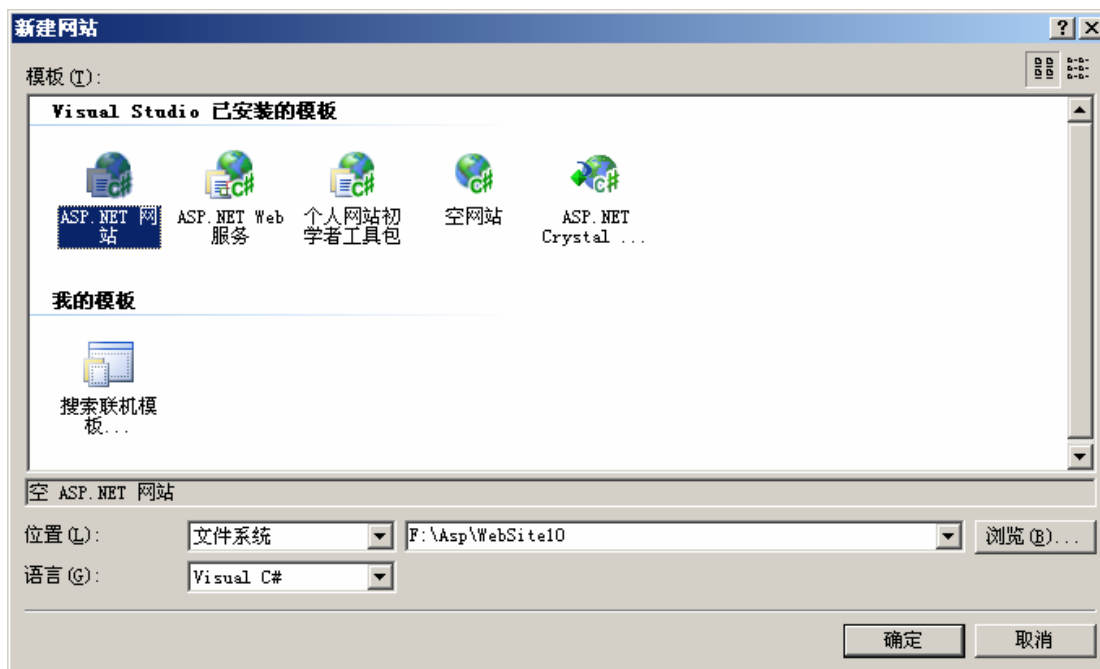 新建网站
模板(T):
Visual Studio 已安装的模板
ASP.NET 网
站
ASP.NET Web
服务
个人网站初
学者工具包
空网站
ASP.NET
Crystal ...
我的模板
搜索联机模
板...
空 ASP.NET 网站
位置(L):
文件系统
F:\Asp\WebSite10
浏览(B)...
语言(G):
Visual C#
确定
取消